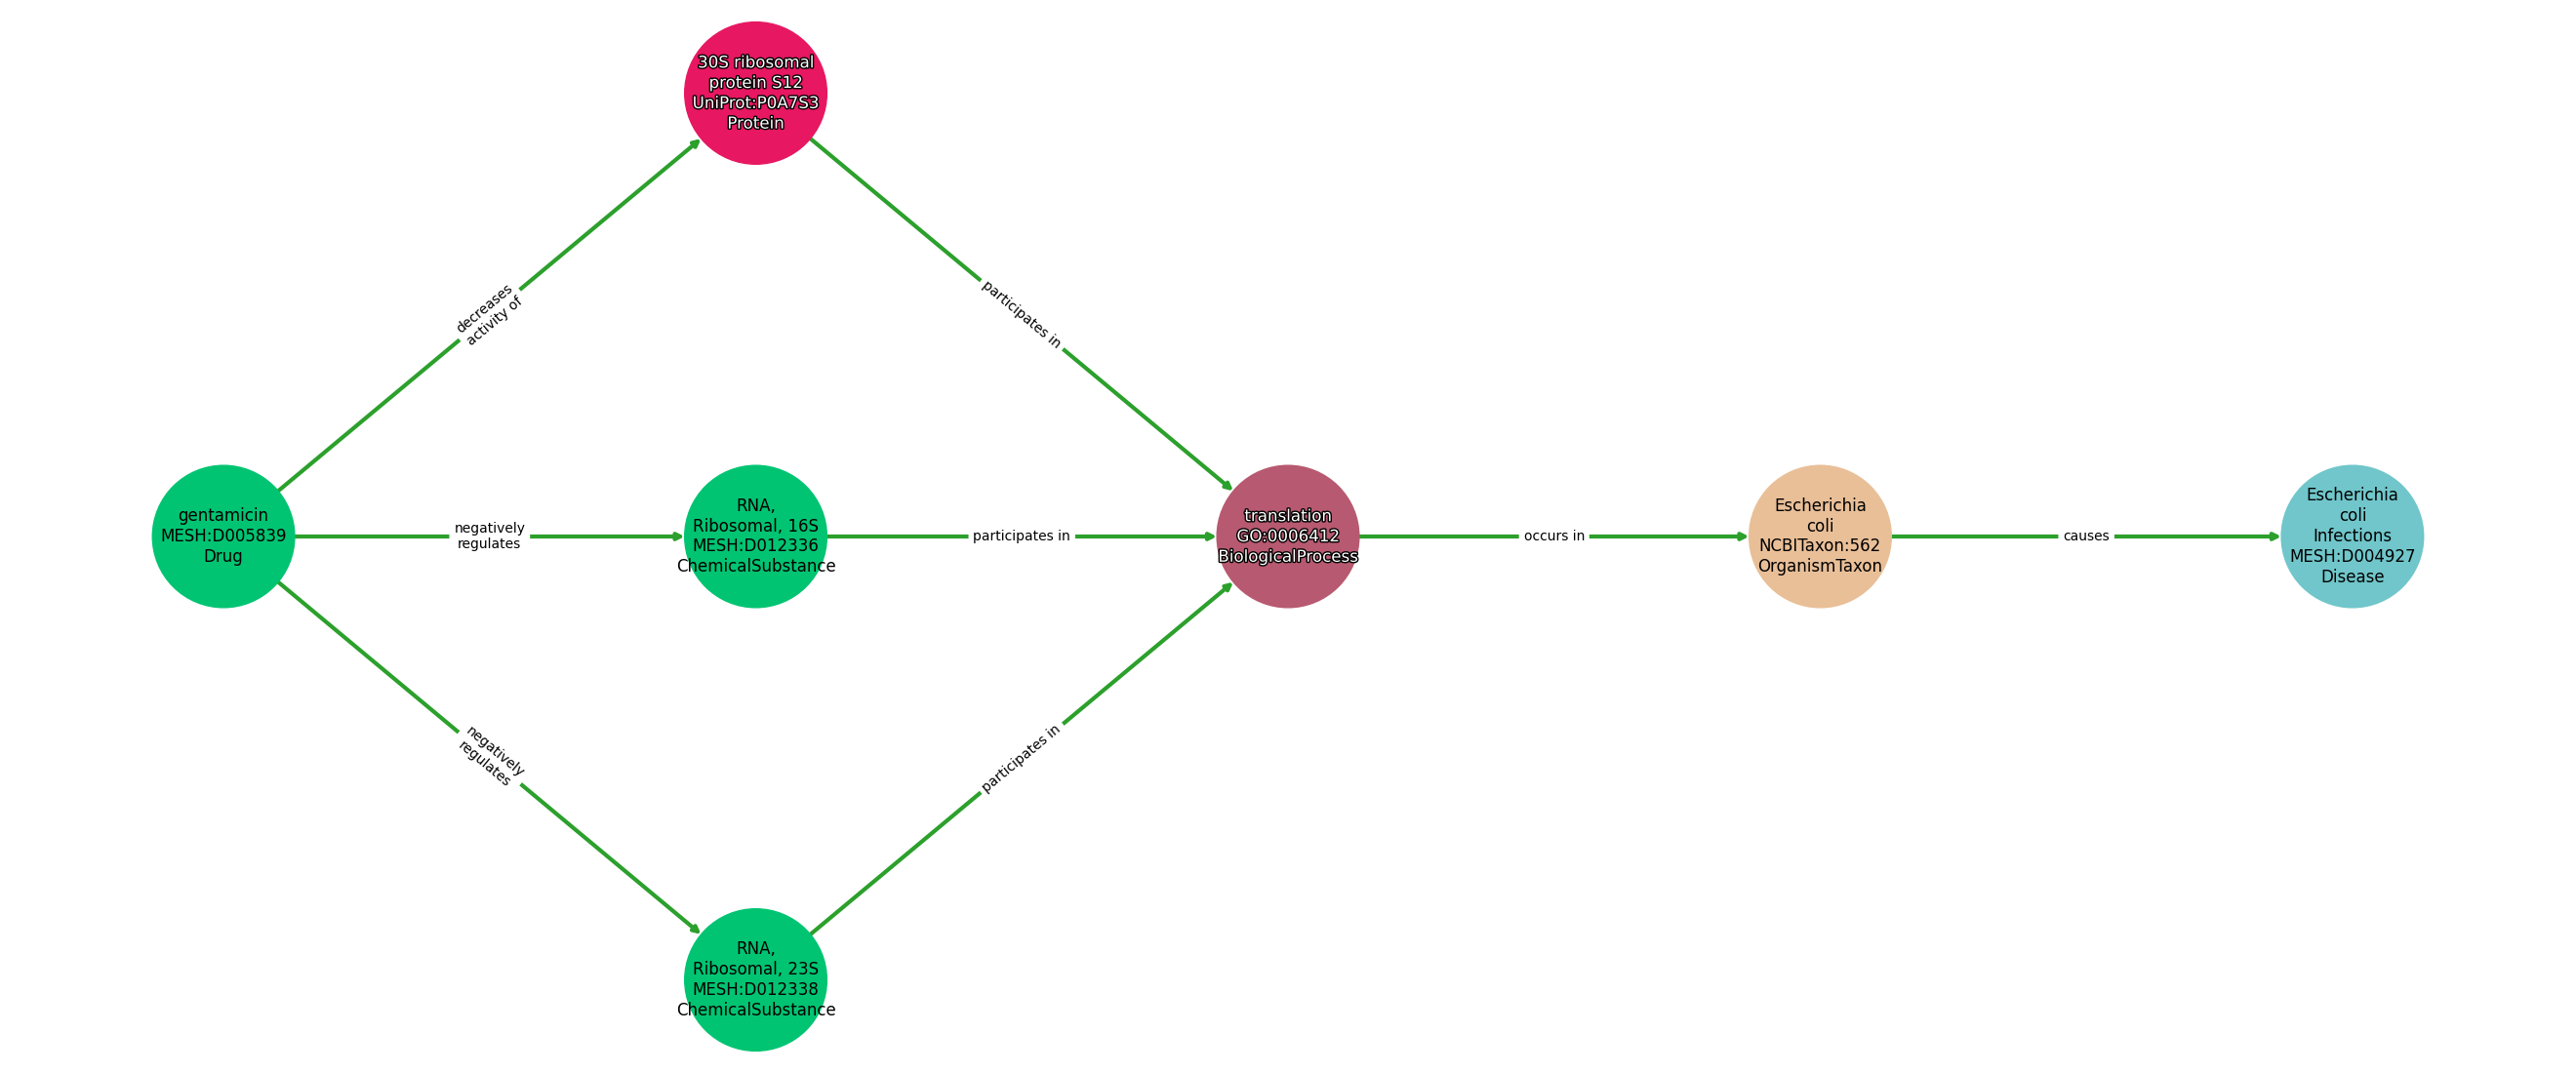 30S ribosomal
protein S12
UniProt:P0A7S3
Protein
decreases
activity of
participates in
gentamicin
MESH:D005839
Drug
negatively
regulates
RNA,
Ribosomal, 16S
MESH:D012336
ChemicalSubstance
participates in
translation
GO:0006412
BiologicalProcess
occurs in
Escherichia
coli
NCBITaxon:562
OrganismTaxon
causes
Escherichia
coli
Infections
MESH:D004927
Disease
negatively
regulates
participates in
RNA,
Ribosomal, 23S
MESH:D012338
ChemicalSubstance